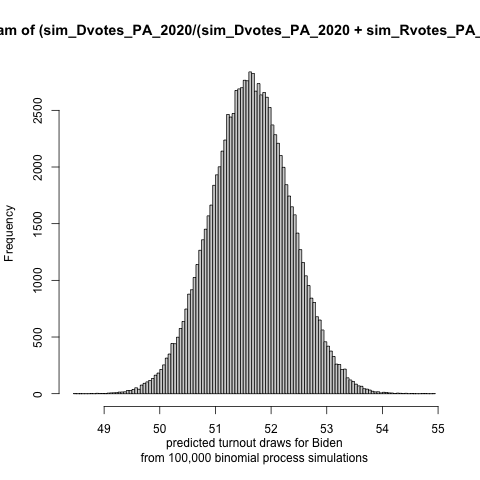 am of (sim_Dvotes_PA_2020/(sim_Dvotes_PA_2020 + sim_Rvotes_PA_
Frequency
2500
2000
1500
1000
500
0
49 50 51 52 53 54 55
predicted turnout draws for Biden
from 100,000 binomial process simulations